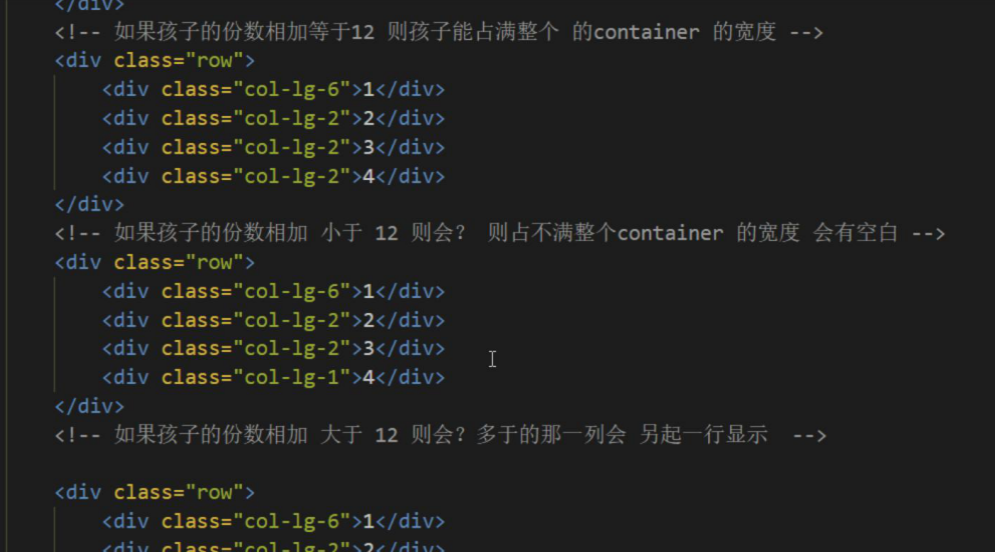 </div>
<!-- 如果孩子的份数相加等于12 则孩子能占满整个 的container 的宽度 -->
<div class="row">
<div class="col-lg-6">1</div>
<div class="col-lg-2">2</div>
<div class="col-lg-2">3</div>
<div class="col-lg-2">4</div>
</div>
<!-- 如果孩子的份数相加 小于 12 则会? 则占不满整个container 的宽度 会有空白 -->
<div class="row">
<div class="col-lg-6">1</div>
<div class="col-lg-2">2</div>
<div class="col-lg-2">3</div>
<div class="col-lg-1">4</div>
</div>
<!-- 如果孩子的份数相加 大于 12 则会?多于的那一列会 另起一行显示  -->
<div class="row">
<div class="col-lg-6">1</div>
<div class="col-lg-2">2</div>